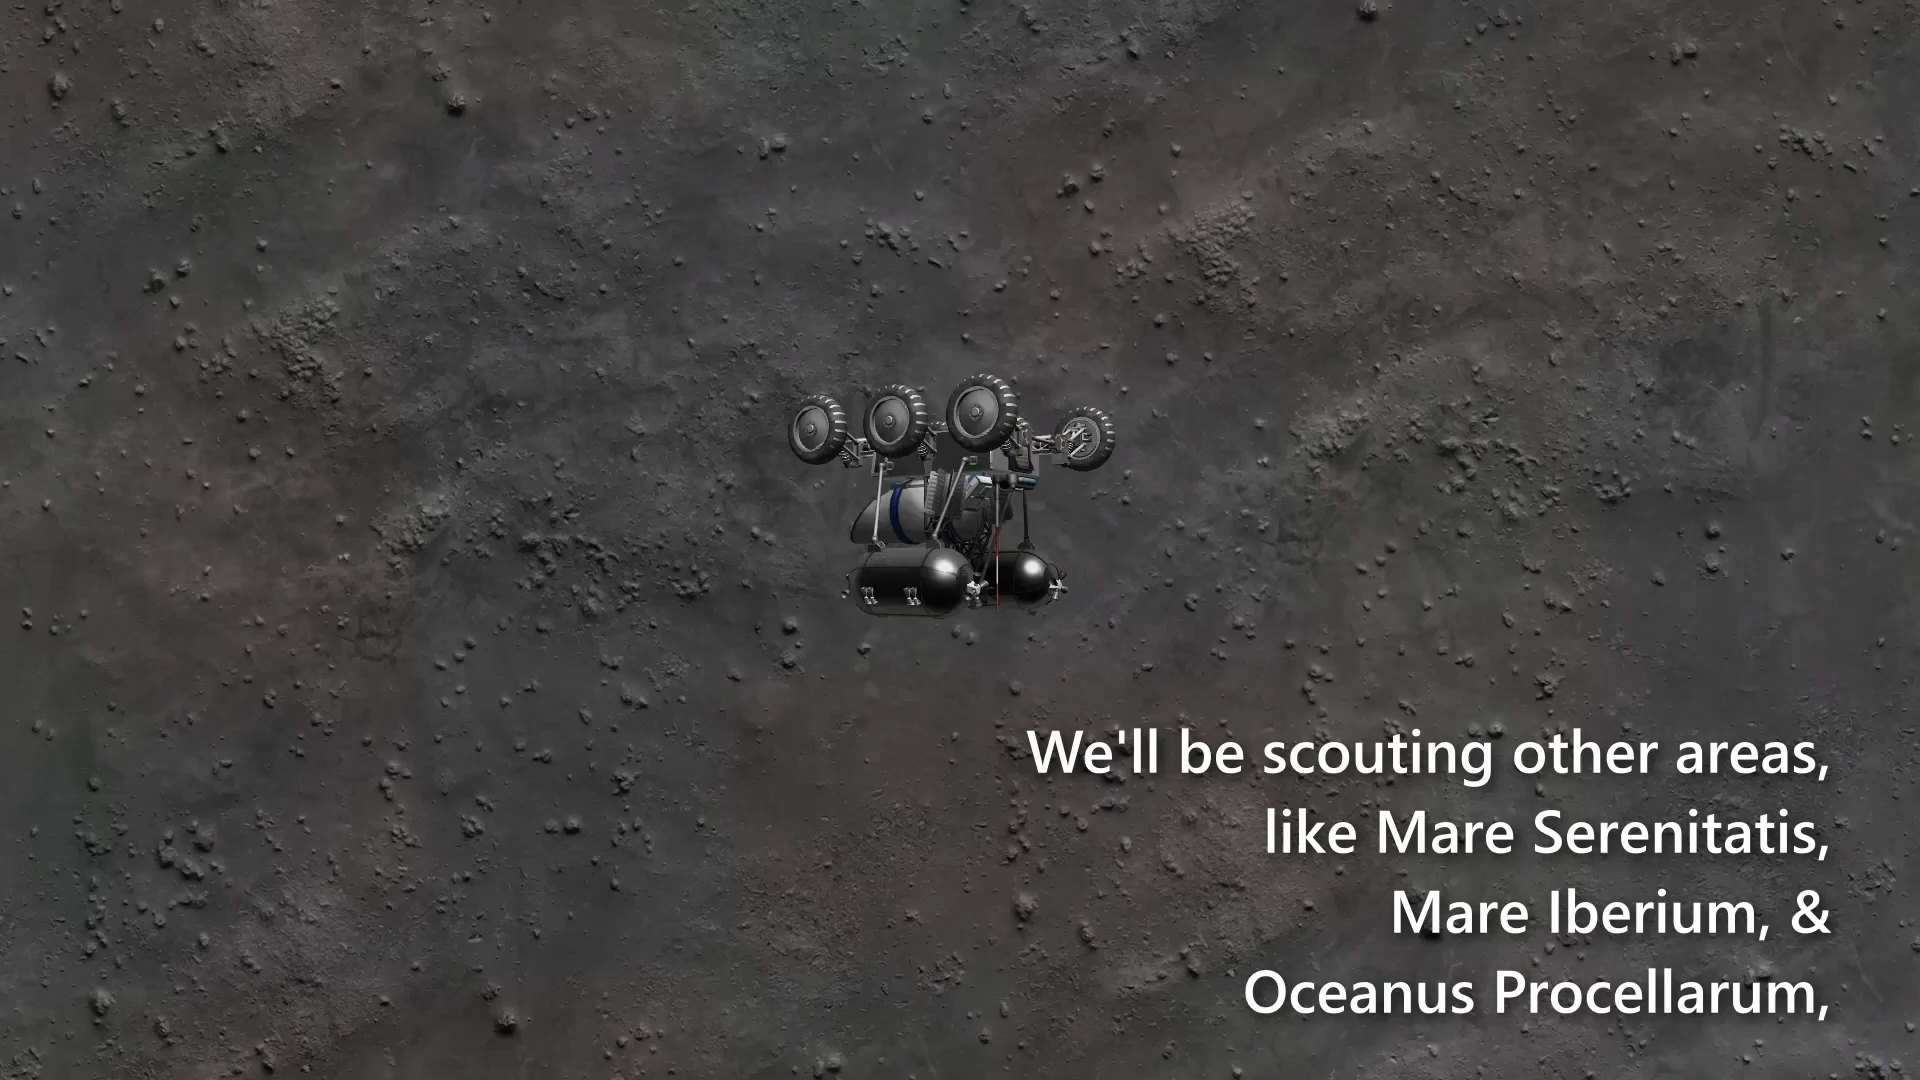 We'll be scouting other areas,
like Mare Serenitatis,
Mare Iberium, &
Oceanus Procellarum,